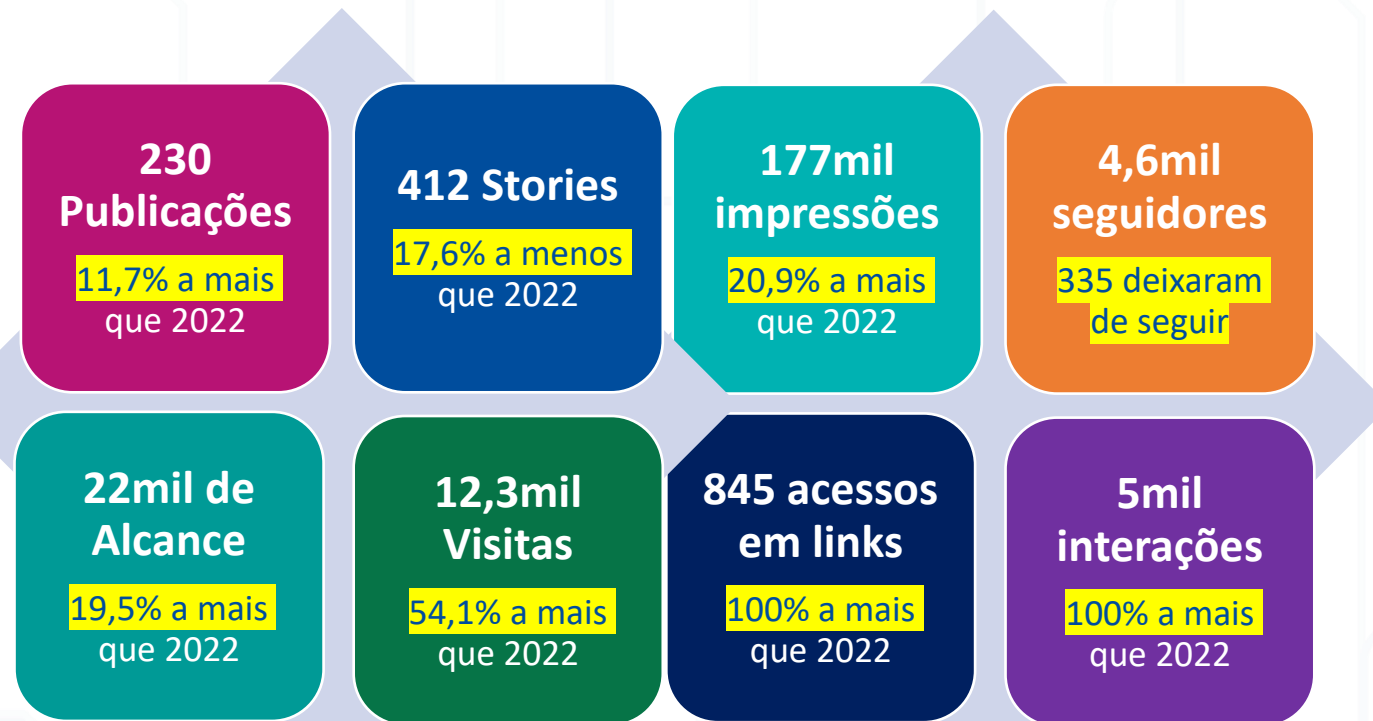 230
Publicações
11,7% a mais
que 2022
412 Stories
17,6% a menos
que 2022
177mil
impressões
20,9% a mais
que 2022
4,6mil
seguidores
335 deixaram
de seguir
22mil de
Alcance
19,5% a mais
que 2022
12,3mil
Visitas
54,1% a mais
que 2022
845 acessos
em links
100% a mais
que 2022
5mil
interações
100% a mais
que 2022